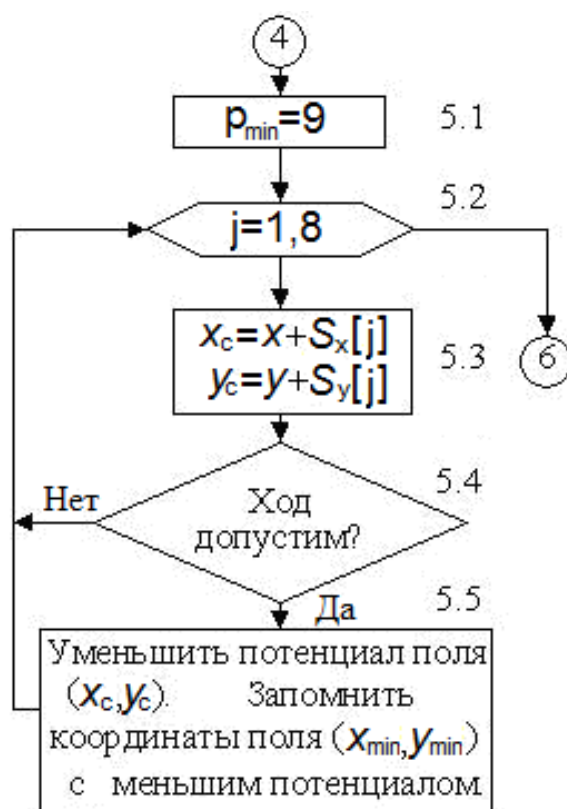 4
p_min=9
5.1
5.2
j=1,8
x_c=x+S_x[j]
y_c=y+S_y[j]
5.3
6
5.4
Нет
Ход
допустим?
5.5
Да
Уменьшить потенциал поля
(x_c,y_c). Запомнить
координаты поля (x_min,y_min)
с меньшим потенциалом